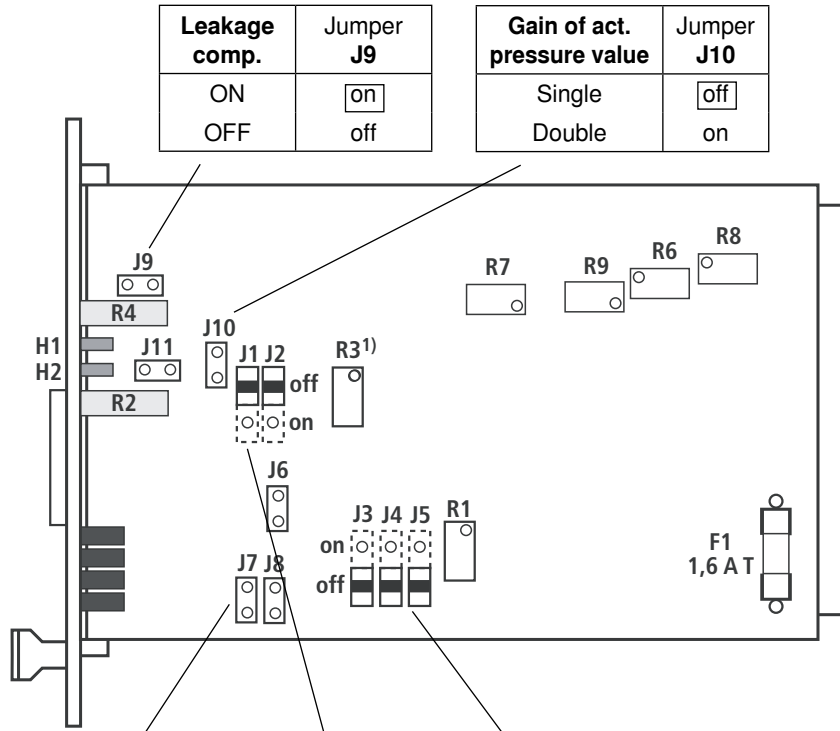 Leakage comp. Jumper J9
ON on
OFF off
Gain of act. pressure value Jumper J10
Single off
Double on
J9
R4
H1
H2
J11
R2
J10
J1 J2
off
on
R3¹⁾
R7
R9
R6
R8
J6
J7 J8
J3 J4 J5
on
off
R1
F1
1,6 A T